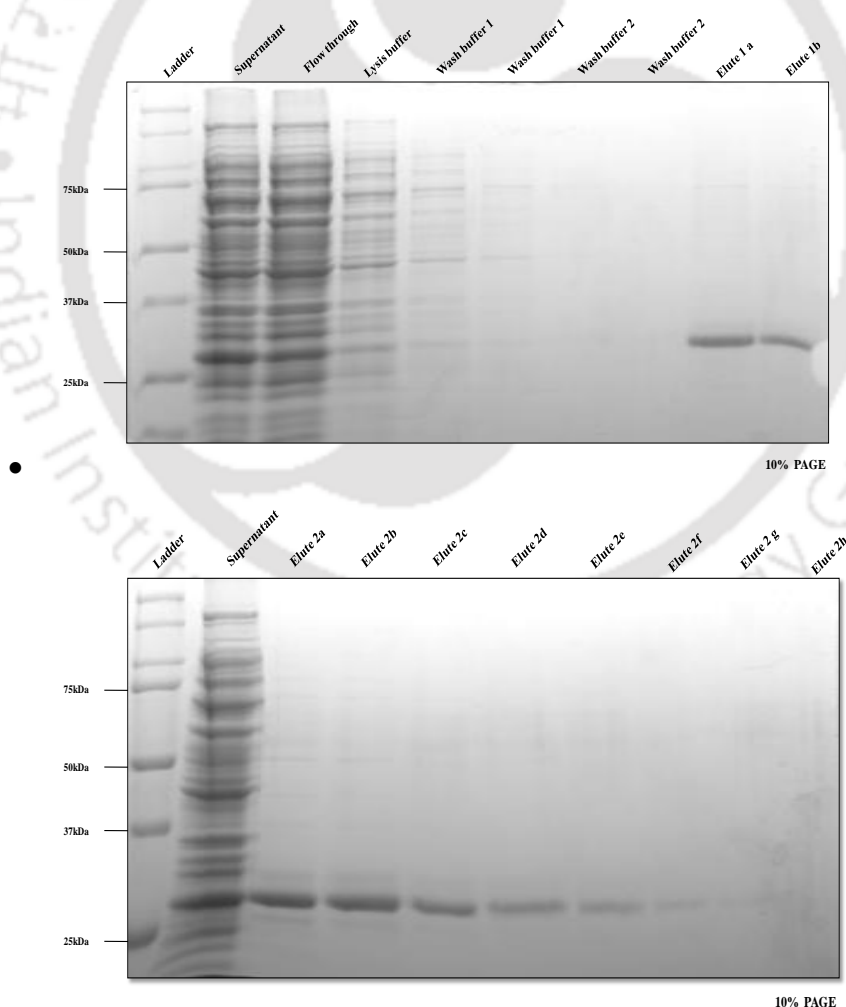 Ladder Supernatant Flow through Lysis buffer Wash buffer 1 Wash buffer 1 Wash buffer 2 Wash buffer 2 Elute 1 a Elute 1b
75kDa
50kDa
37kDa
25kDa
10% PAGE
Ladder Supernatant Elute 2a Elute 2b Elute 2c Elute 2d Elute 2e Elute 2f Elute 2 g Elute 2h
75kDa
50kDa
37kDa
25kDa
10% PAGE
Indian Insti